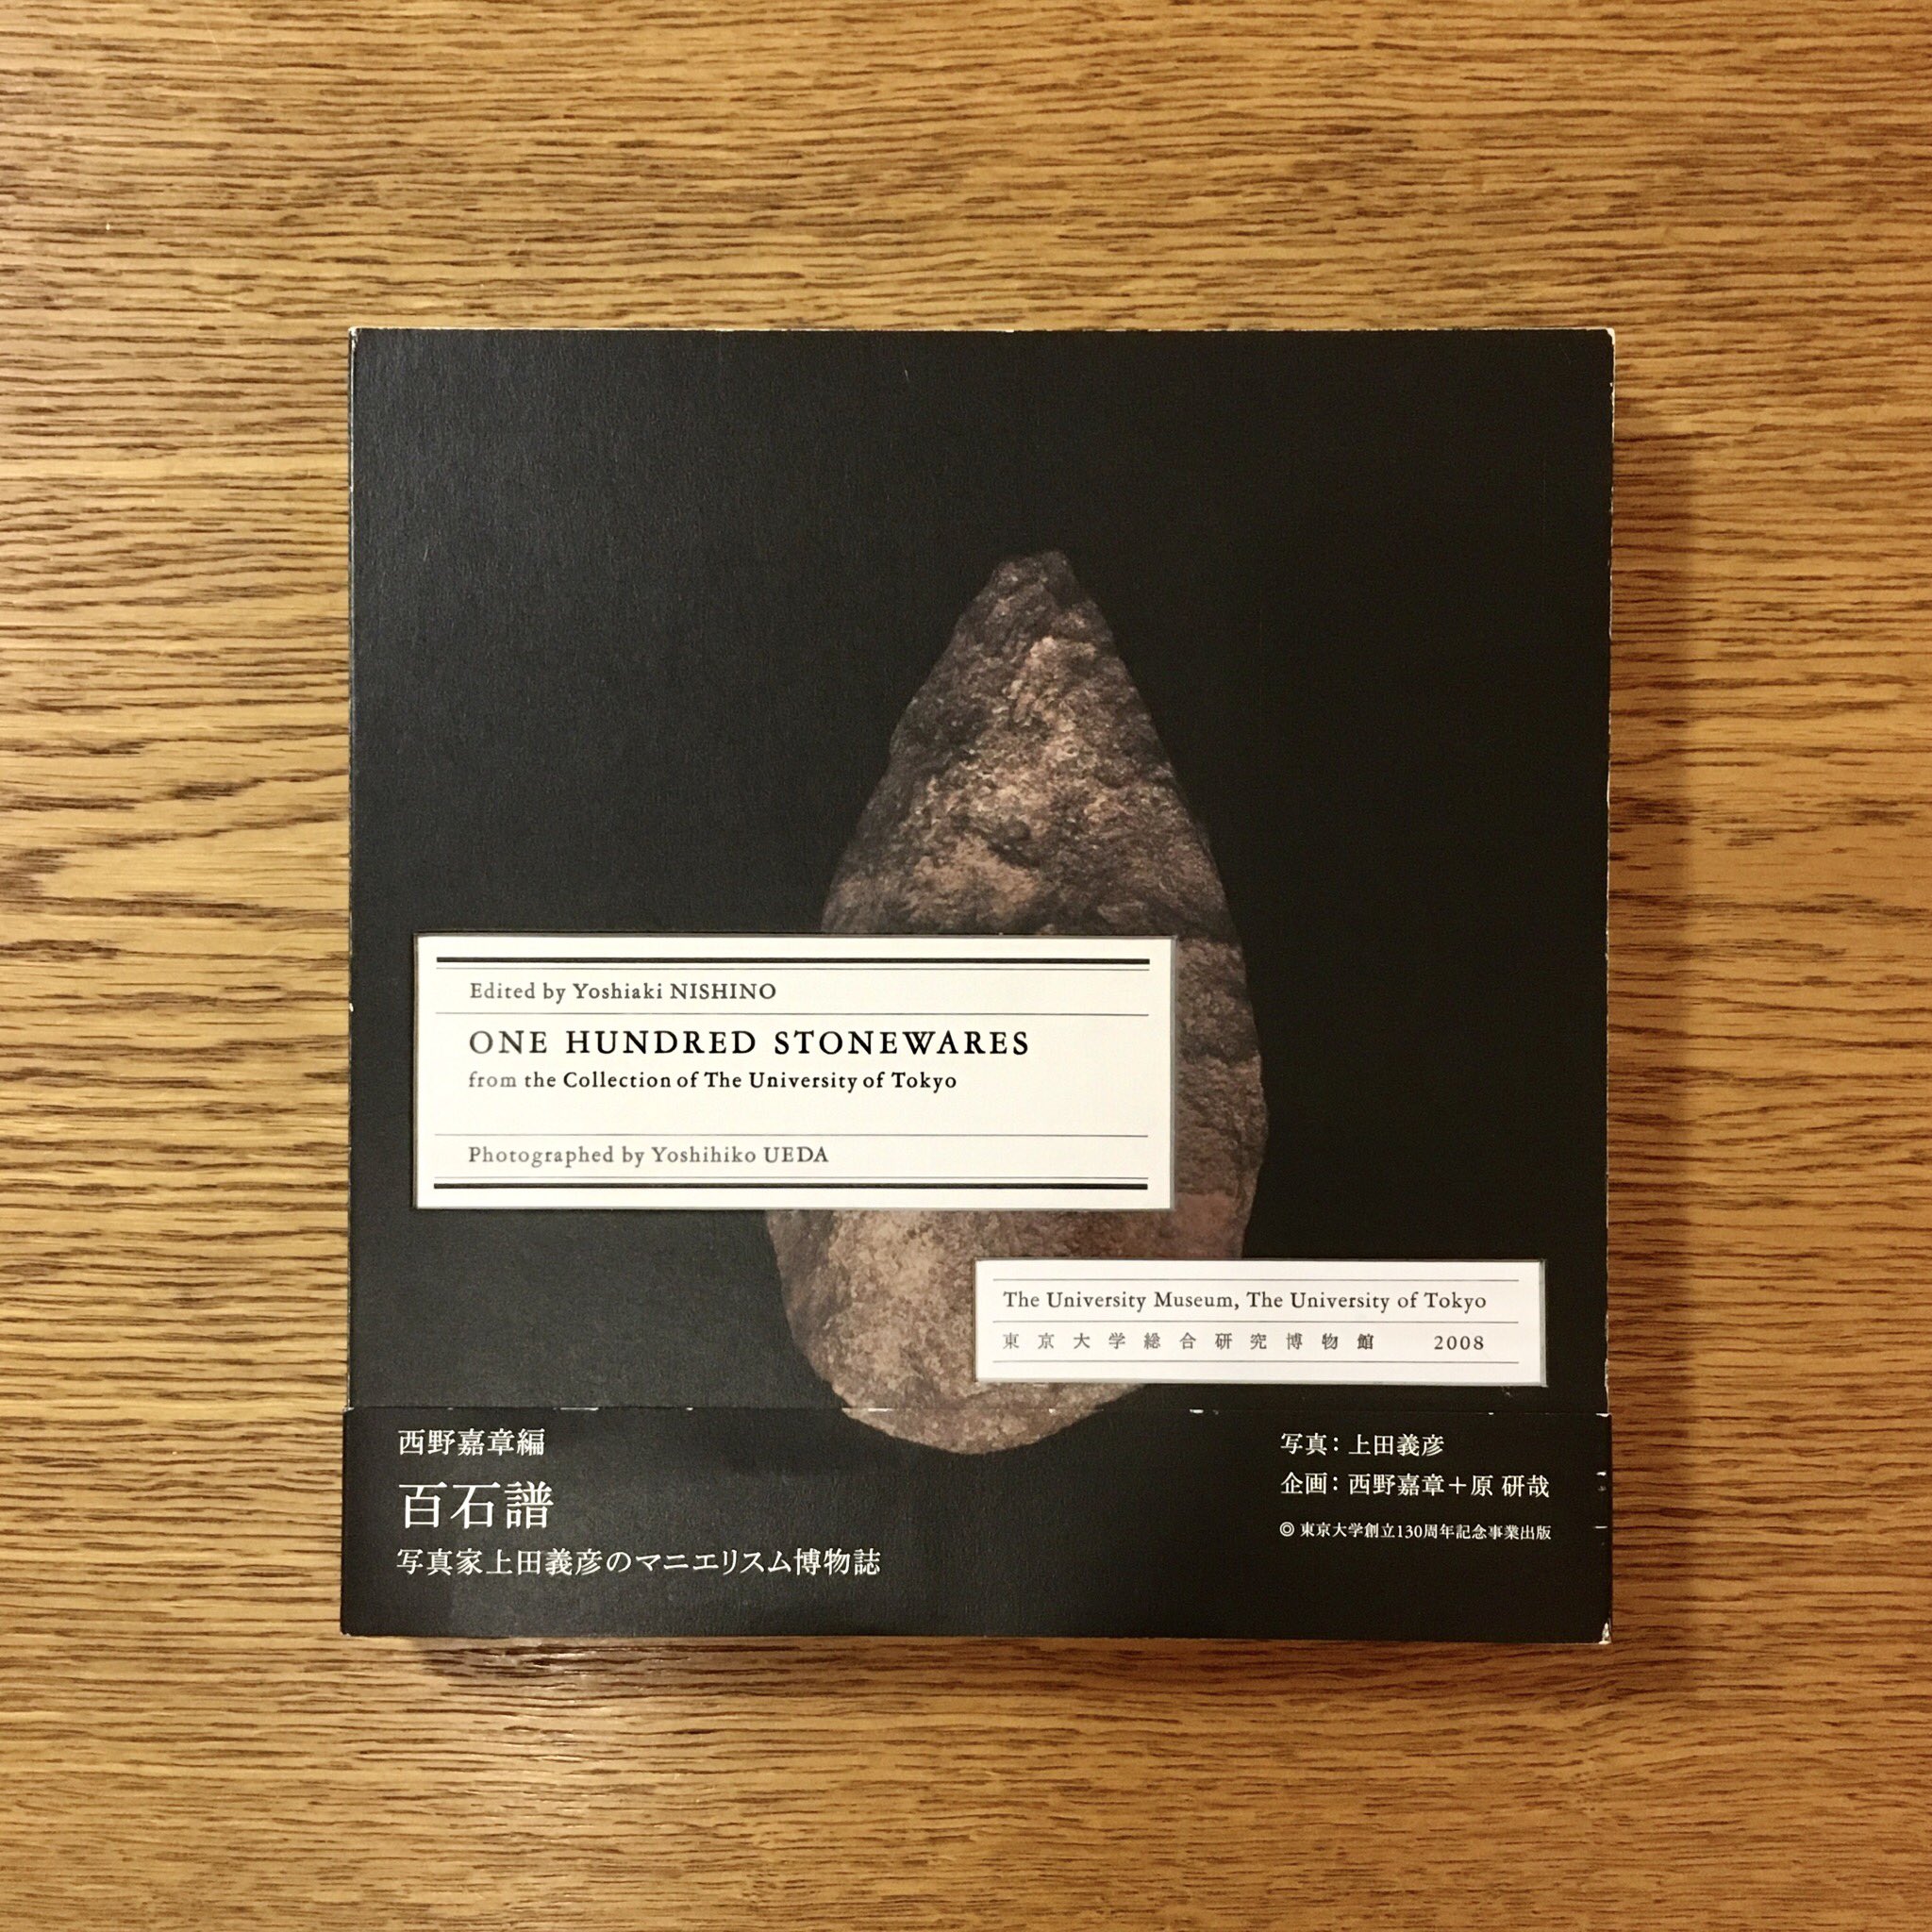 Edited by Yoshiaki NISHINO
ONE HUNDRED STONEWARES
from the Collection of The University of Tokyo
Photographed by Yoshihiko UEDA
The University Museum, The University of Tokyo
東京大学総合研究博物館 2008
西野嘉章編
百石譜
写真家上田義彦のマニエリスム博物誌
写真：上田義彦
企画：西野嘉章＋原 研哉
◎ 東京大学創立130周年記念事業出版